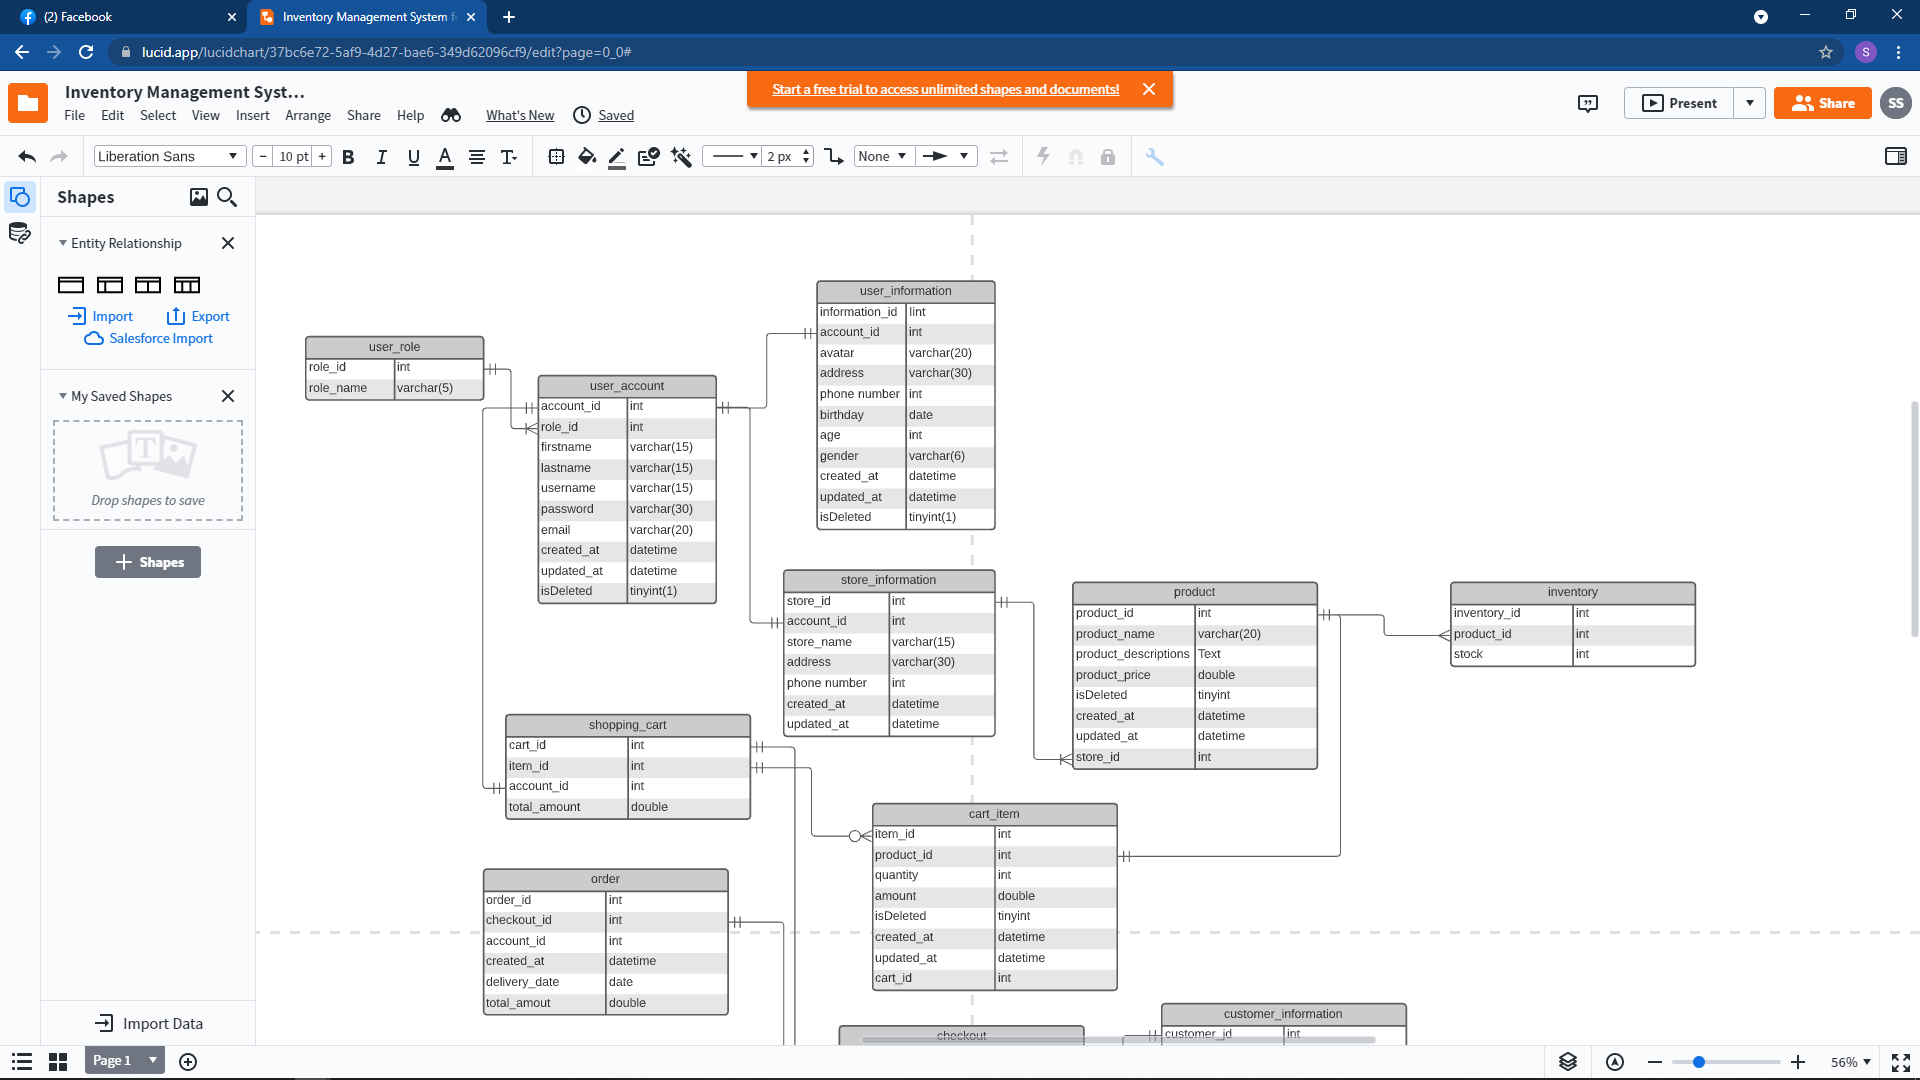 (2) Facebook
Inventory Management System f
lucid.app/lucidchart/37bc6e72-5af9-4d27-bae6-349d62096cf9/edit?page=0_0#
S
Inventory Management Syst...
Start a free trial to access unlimited shapes and documents!
File Edit Select View Insert Arrange Share Help What's New Saved
Present
Share
SS
Liberation Sans
10 pt
B I U A T
2 px
None
Shapes
Entity Relationship
Import
Export
Salesforce Import
My Saved Shapes
T
Drop shapes to save
+ Shapes
Import Data
user_role
role_id int
role_name varchar(5)
user_account
account_id int
role_id int
firstname varchar(15)
lastname varchar(15)
username varchar(15)
password varchar(30)
email varchar(20)
created_at datetime
updated_at datetime
isDeleted tinyint(1)
user_information
information_id Iint
account_id int
avatar varchar(20)
address varchar(30)
phone number int
birthday date
age int
gender varchar(6)
created_at datetime
updated_at datetime
isDeleted tinyint(1)
store_information
store_id int
account_id int
store_name varchar(15)
address varchar(30)
phone number int
created_at datetime
updated_at datetime
product
product_id int
product_name varchar(20)
product_descriptions Text
product_price double
isDeleted tinyint
created_at datetime
updated_at datetime
store_id int
inventory
inventory_id int
product_id int
stock int
shopping_cart
cart_id int
item_id int
account_id int
total_amount double
cart_item
item_id int
product_id int
quantity int
amount double
isDeleted tinyint
created_at datetime
updated_at datetime
cart_id int
order
order_id int
checkout_id int
account_id int
created_at datetime
delivery_date date
total_amout double
checkout
customer_information
customer_id int
Page 1
56%